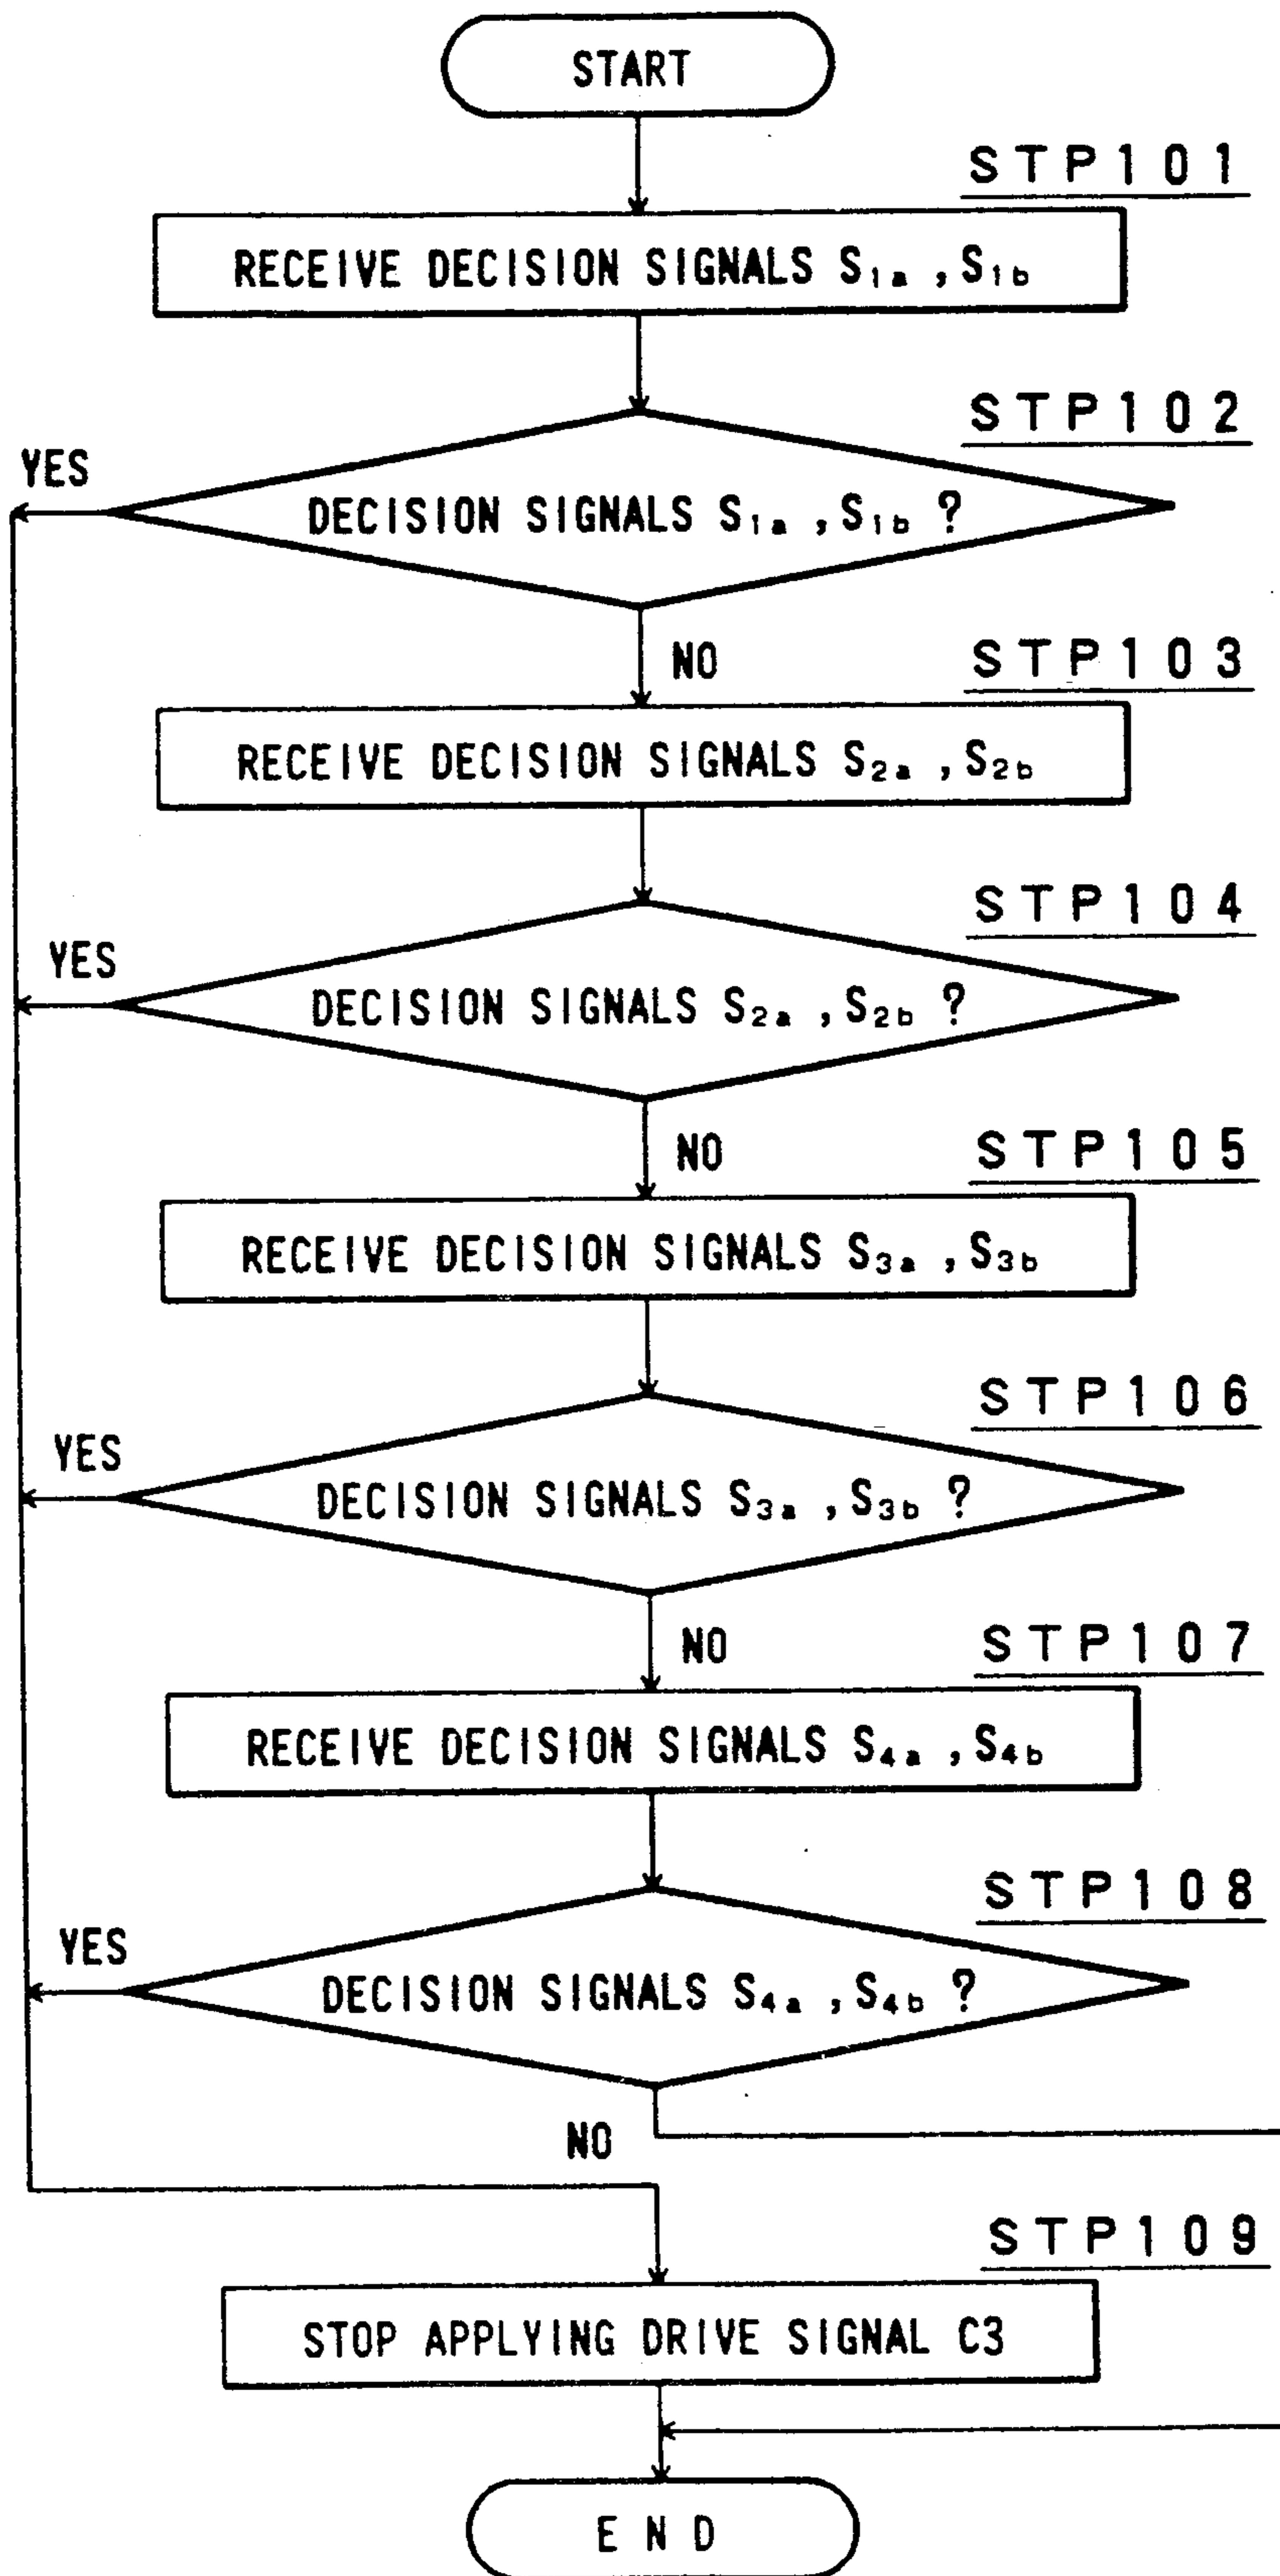 START
STP101
RECEIVE DECISION SIGNALS S1a, S1b
STP102
YES
DECISION SIGNALS S1a, S1b ?
NO
STP103
RECEIVE DECISION SIGNALS S2a, S2b
STP104
YES
DECISION SIGNALS S2a, S2b ?
NO
STP105
RECEIVE DECISION SIGNALS S3a, S3b
STP106
YES
DECISION SIGNALS S3a, S3b ?
NO
STP107
RECEIVE DECISION SIGNALS S4a, S4b
STP108
YES
DECISION SIGNALS S4a, S4b ?
NO
STP109
STOP APPLYING DRIVE SIGNAL C3
END